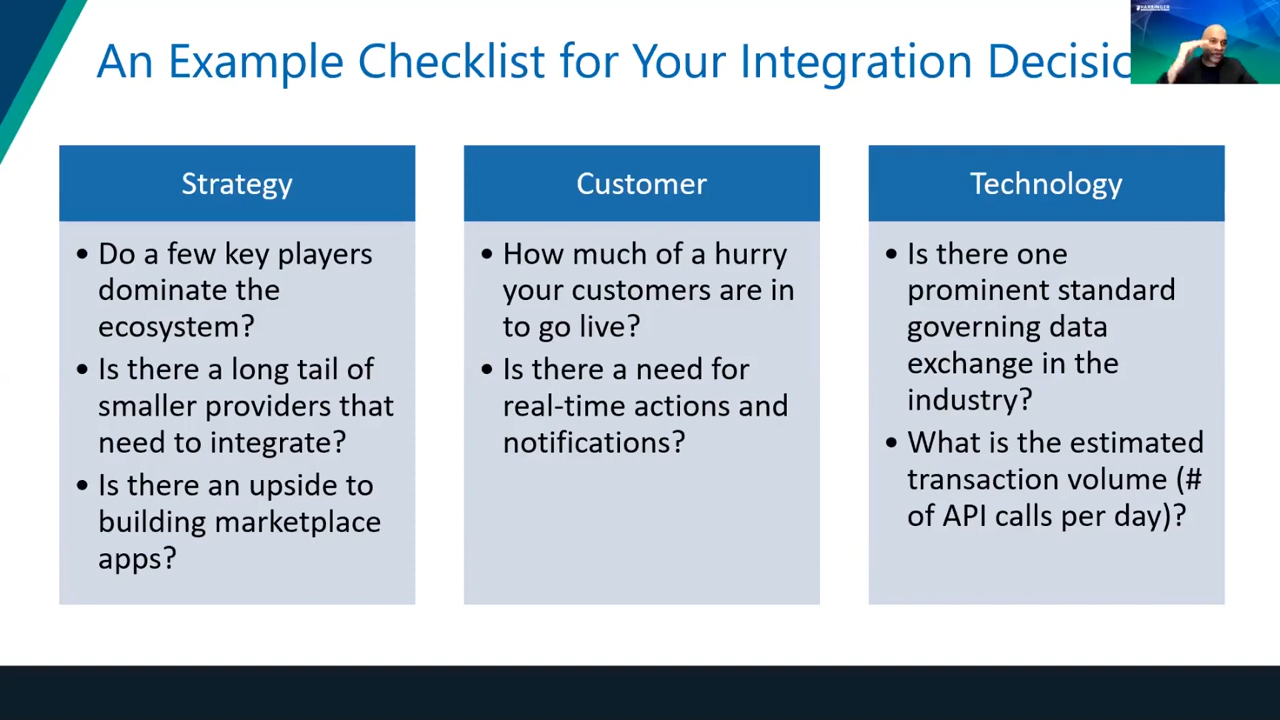 HARBINGER
An Example Checklist for Your Integration Decisio
Strategy
• Do a few key players
dominate the
ecosystem?
• Is there a long tail of
smaller providers that
need to integrate?
• Is there an upside to
building marketplace
apps?
Customer
• How much of a hurry
your customers are in
to go live?
• Is there a need for
real-time actions and
notifications?
Technology
• Is there one
prominent standard
governing data
exchange in the
industry?
• What is the estimated
transaction volume (#
of API calls per day)?